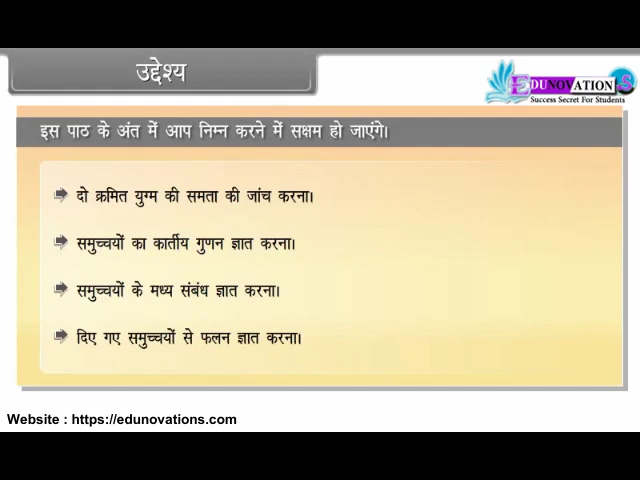 उद्देश्य
EDUNOVATIONS
Success Secret For Students
इस पाठ के अंत में आप निम्न करने में सक्षम हो जाएंगे।
दो क्रमित युग्म की समता की जांच करना।
समुच्चयों का कार्तीय गुणन ज्ञात करना।
समुच्चयों के मध्य संबंध ज्ञात करना।
दिए गए समुच्चयों से फलन ज्ञात करना।
Website : https://edunovations.com